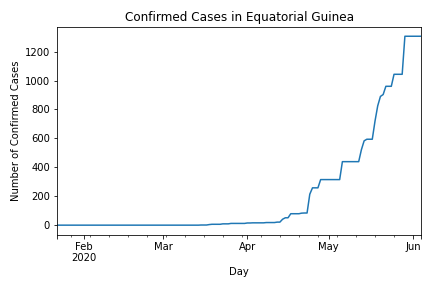 Confirmed Cases in Equatorial Guinea
Number of Confirmed Cases
1200
1000
800
600
400
200
0
Feb
2020
Mar
Apr
May
Jun
Day